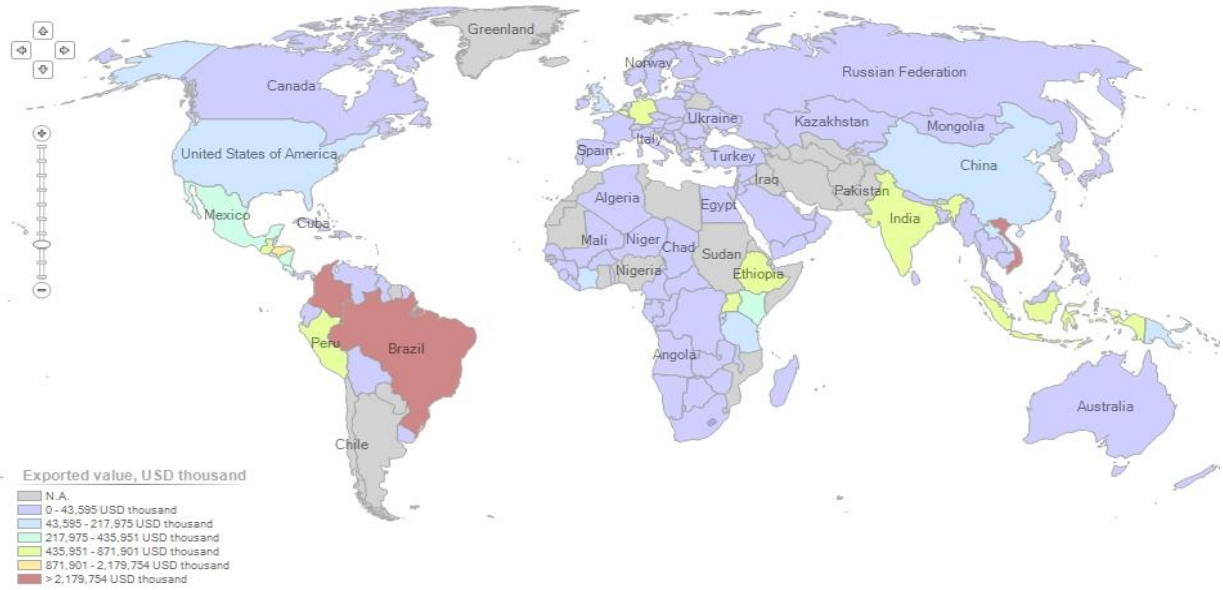 Greenland
Norway
Russian Federation
Canada
Ukraine
Kazakhstan
Mongolia
Italy
Spain
Turkey
United States of America
China
Iraq
Pakistan
Algeria
Egypt
India
Mexico
Cuba
Mali
Niger
Chad
Sudan
Nigeria
Ethiopia
Peru
Brazil
Angola
Australia
Chile
Exported value, USD thousand
N.A.
0 - 43,595 USD thousand
43,595 - 217,975 USD thousand
217,975 - 435,951 USD thousand
435,951 - 871,901 USD thousand
871,901 - 2,179,754 USD thousand
> 2,179,754 USD thousand